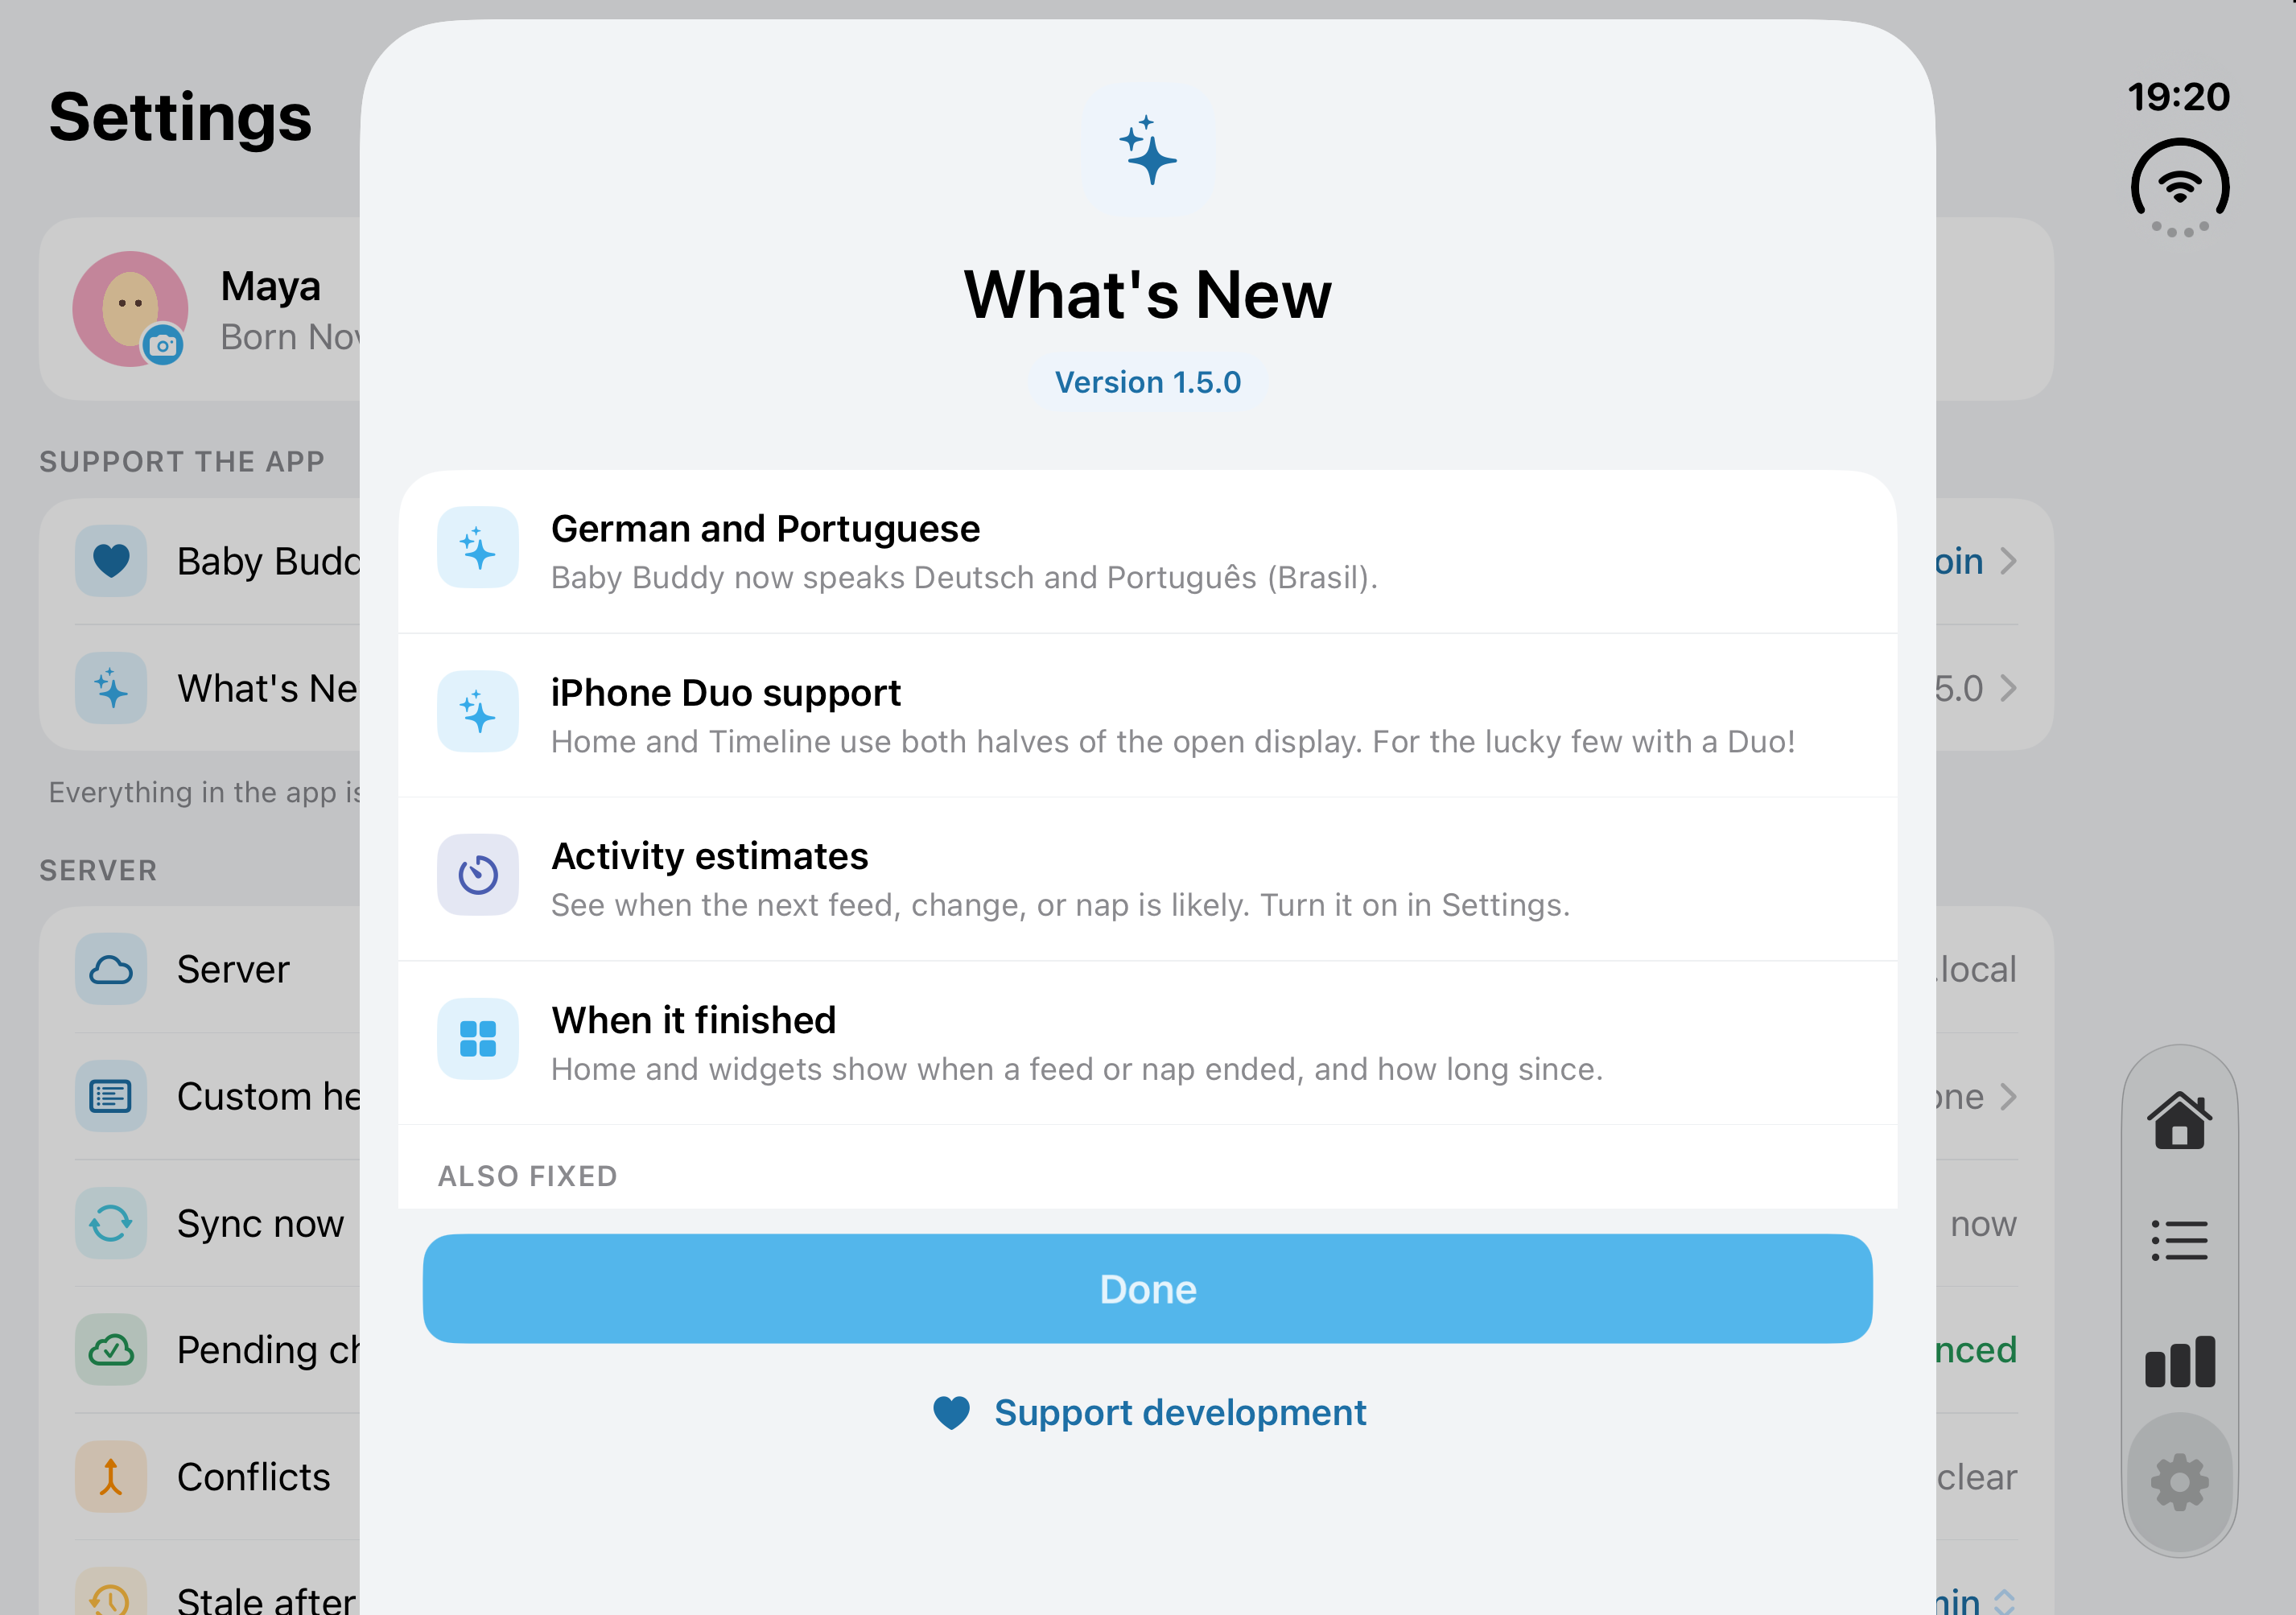 Settings
19:20
Maya
Born Nov
SUPPORT THE APP
Baby Budd
oin
What's Ne
5.0
Everything in the app is
SERVER
Server
.local
Custom he
one
Sync now
now
Pending ch
nced
Conflicts
clear
Stale after
min
What's New
Version 1.5.0
German and Portuguese
Baby Buddy now speaks Deutsch and Português (Brasil).
iPhone Duo support
Home and Timeline use both halves of the open display. For the lucky few with a Duo!
Activity estimates
See when the next feed, change, or nap is likely. Turn it on in Settings.
When it finished
Home and widgets show when a feed or nap ended, and how long since.
ALSO FIXED
Done
Support development